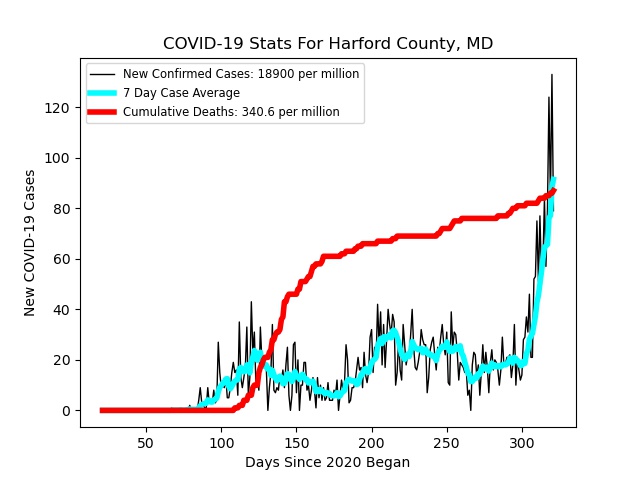 COVID-19 Stats For Harford County, MD
New Confirmed Cases: 18900 per million
7 Day Case Average
Cumulative Deaths: 340.6 per million
New COVID-19 Cases
120
100
80
60
40
20
0
50
100
150
200
250
300
Days Since 2020 Began